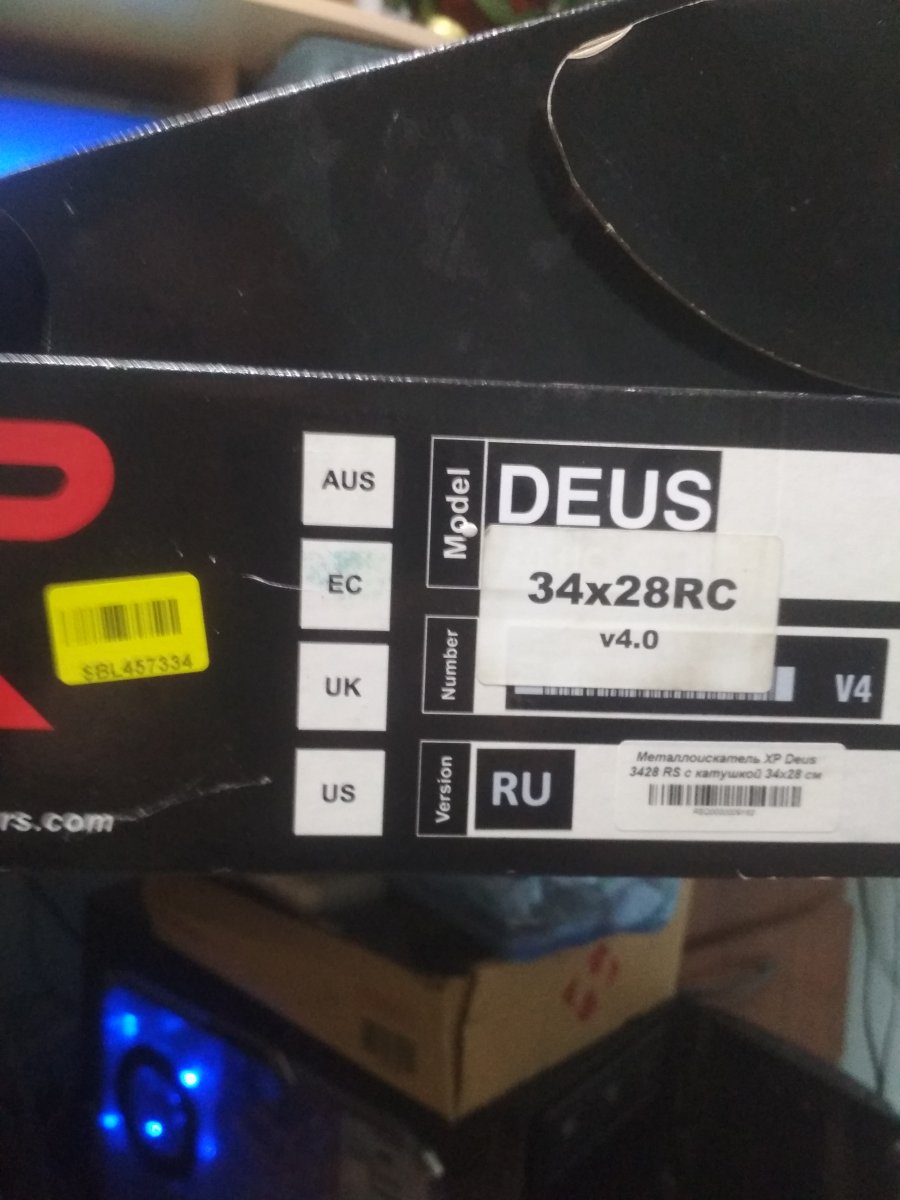 P
AUS
EC
UK
US
Model
DEUS
34x28RC
v4.0
Number
V4
Version
RU
Металлоискатель XP Deus
3428 RS с катушкой 34x28 см
SBL457334
rs.com